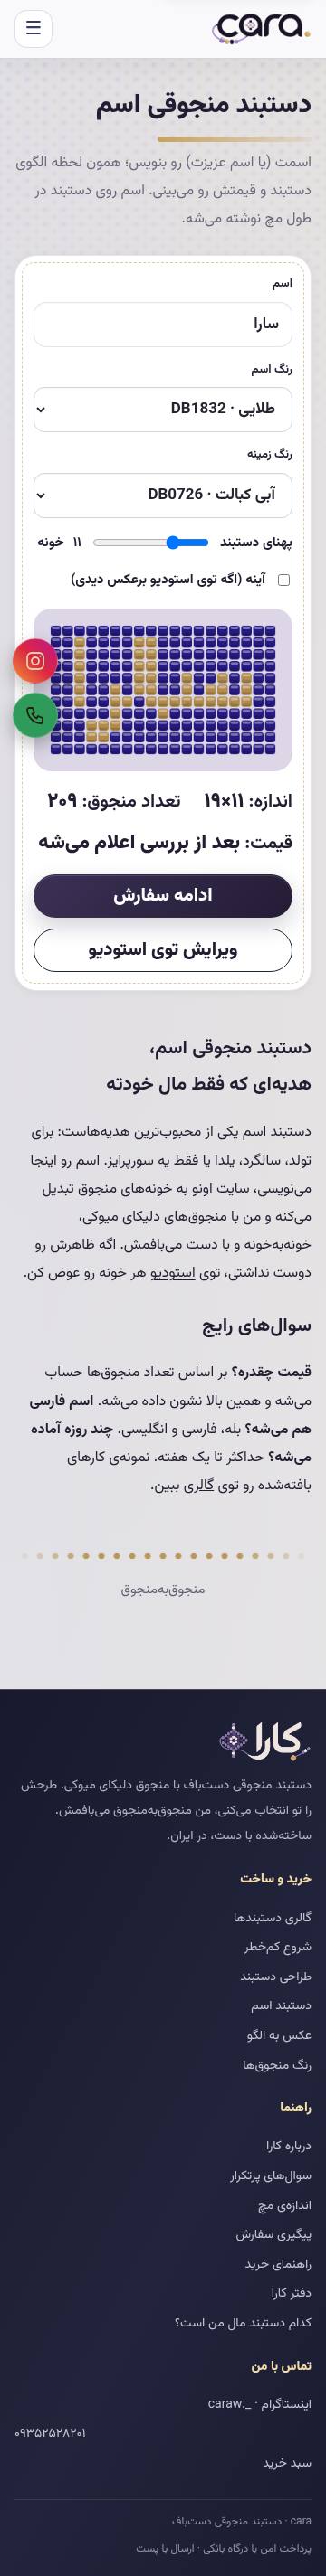 cara.
☰
دستبند منجوقی اسم
اسمت (یا اسم عزیزت) رو بنویس؛ همون لحظه الگوی
دستبند و قیمتش رو می‌بینی. اسم روی دستبند در
طول مچ نوشته می‌شه.
اسم
سارا
رنگ اسم
طلایی · DB1832
رنگ زمینه
آبی کبالت · DB0726
پهنای دستبند ۱۱ خونه
آینه (اگه توی استودیو برعکس دیدی)
اندازه: ۱۱×۱۹ تعداد منجوق: ۲۰۹
قیمت: بعد از بررسی اعلام می‌شه
ادامه سفارش
ویرایش توی استودیو
دستبند منجوقی اسم،
هدیه‌ای که فقط مال خودته
دستبند اسم یکی از محبوب‌ترین هدیه‌هاست: برای
تولد، سالگرد، یلدا یا فقط یه سورپرایز. اسم رو اینجا
می‌نویسی، سایت اونو به خونه‌های منجوق تبدیل
می‌کنه و من با منجوق‌های دلیکای میوکی،
خونه‌به‌خونه و با دست می‌بافمش. اگه ظاهرش رو
دوست نداشتی، توی استودیو هر خونه رو عوض کن.
سوال‌های رایج
قیمت چقدره؟ بر اساس تعداد منجوق‌ها حساب
می‌شه و همین بالا نشون داده می‌شه. اسم فارسی
هم می‌شه؟ بله، فارسی و انگلیسی. چند روزه آماده
می‌شه؟ حداکثر تا یک هفته. نمونه‌ی کارهای
بافته‌شده رو توی گالری ببین.
منجوق‌به‌منجوق
کارا
دستبند منجوقی دست‌باف با منجوق دلیکای میوکی. طرحش
را تو انتخاب می‌کنی، من منجوق‌به‌منجوق می‌بافمش.
ساخته‌شده با دست، در ایران.
خرید و ساخت
گالری دستبندها
شروع کم‌خطر
طراحی دستبند
دستبند اسم
عکس به الگو
رنگ منجوق‌ها
راهنما
درباره کارا
سوال‌های پرتکرار
اندازه‌ی مچ
پیگیری سفارش
راهنمای خرید
دفتر کارا
کدام دستبند مال من است؟
تماس با من
اینستاگرام · caraw._
۰۹۳۵۲۵۲۸۲۰۱
سبد خرید
cara · دستبند منجوقی دست‌باف
پرداخت امن با درگاه بانکی · ارسال با پست